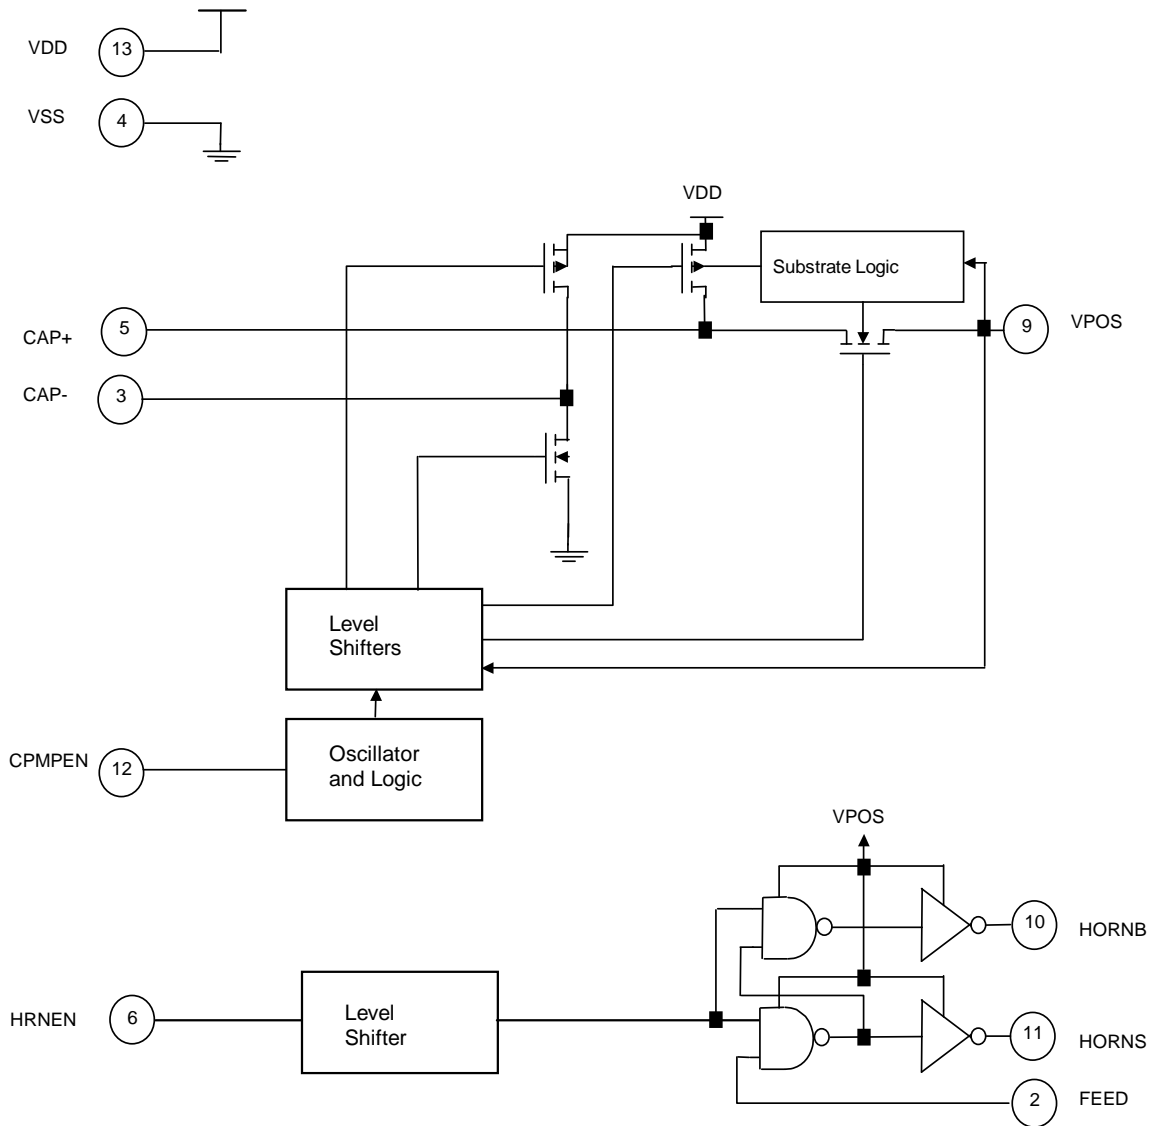 VDD 13
VSS 4
VDD
Substrate Logic
CAP+ 5
9 VPOS
CAP- 3
Level
Shifters
Oscillator
and Logic
CPMPEN 12
VPOS
10 HORNB
HRNEN 6
Level
Shifter
11 HORNS
2 FEED